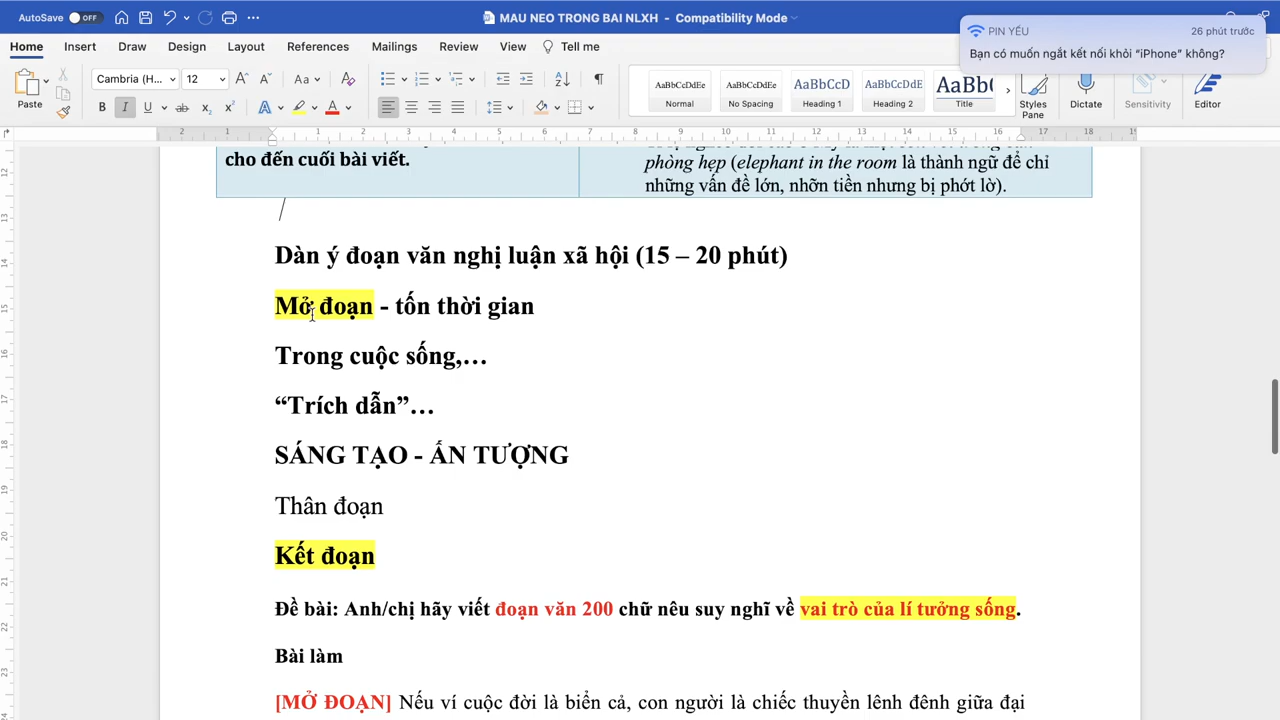 AutoSave OFF MAU NEO TRONG BAI NLXH - Compatibility Mode
PIN YẾU 26 phút trước
Bạn có muốn ngắt kết nối khỏi “iPhone” không?
Home Insert Draw Design Layout References Mailings Review View Tell me
Paste Cambria (H... 12 Aa
AaBbCcDdEe AaBbCcDdEe AaBbCcD AaBbCcDdE AaBb(
Normal No Spacing Heading 1 Heading 2 Title Styles Pane Dictate Sensitivity Editor
cho đến cuối bài viết.
phòng hẹp (elephant in the room là thành ngữ để chỉ
những vấn đề lớn, nhỡn tiền nhưng bị phớt lờ).
/
Dàn ý đoạn văn nghị luận xã hội (15 – 20 phút)
Mở đoạn - tốn thời gian
Trong cuộc sống,…
“Trích dẫn”…
SÁNG TẠO - ẤN TƯỢNG
Thân đoạn
Kết đoạn
Đề bài: Anh/chị hãy viết đoạn văn 200 chữ nêu suy nghĩ về vai trò của lí tưởng sống.
Bài làm
[MỞ ĐOẠN] Nếu ví cuộc đời là biển cả, con người là chiếc thuyền lênh đênh giữa đại